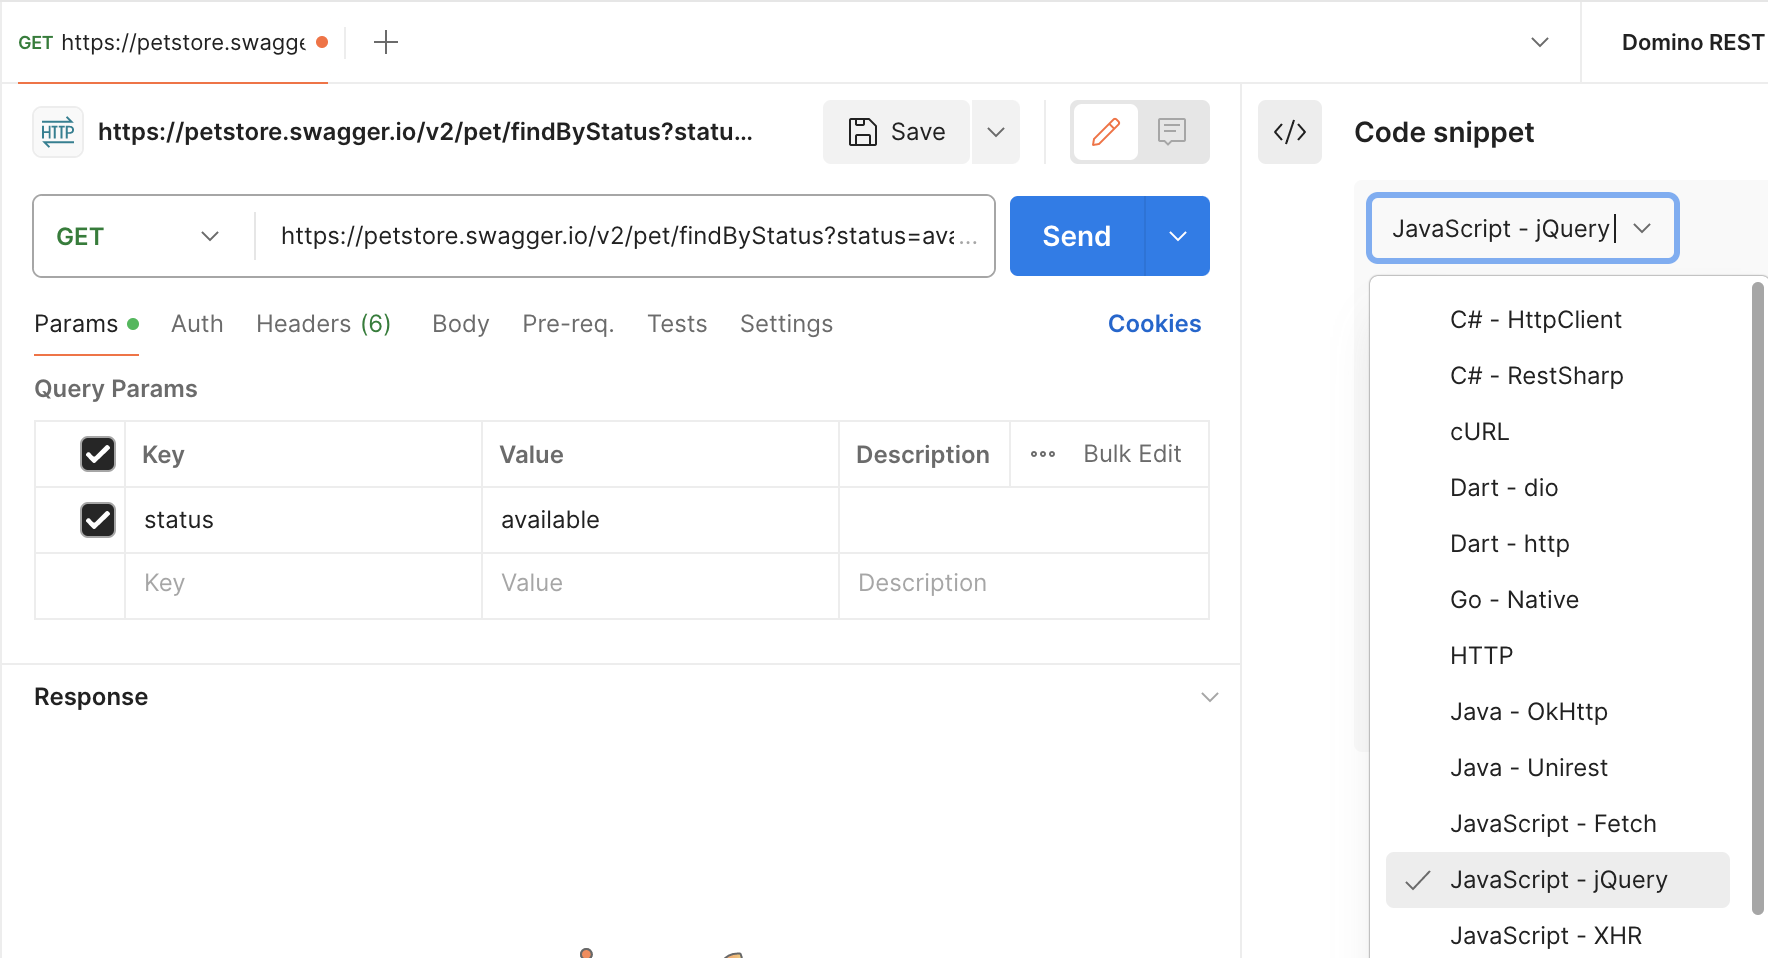 GET https://petstore.swagge
Domino REST
HTTP https://petstore.swagger.io/v2/pet/findByStatus?statu...
Save
</> Code snippet
GET https://petstore.swagger.io/v2/pet/findByStatus?status=ava...
Send
JavaScript - jQuery
Params Auth Headers (6) Body Pre-req. Tests Settings Cookies
Query Params
Key Value Description ••• Bulk Edit
status available
Key Value Description
Response
C# - HttpClient
C# - RestSharp
cURL
Dart - dio
Dart - http
Go - Native
HTTP
Java - OkHttp
Java - Unirest
JavaScript - Fetch
JavaScript - jQuery
JavaScript - XHR